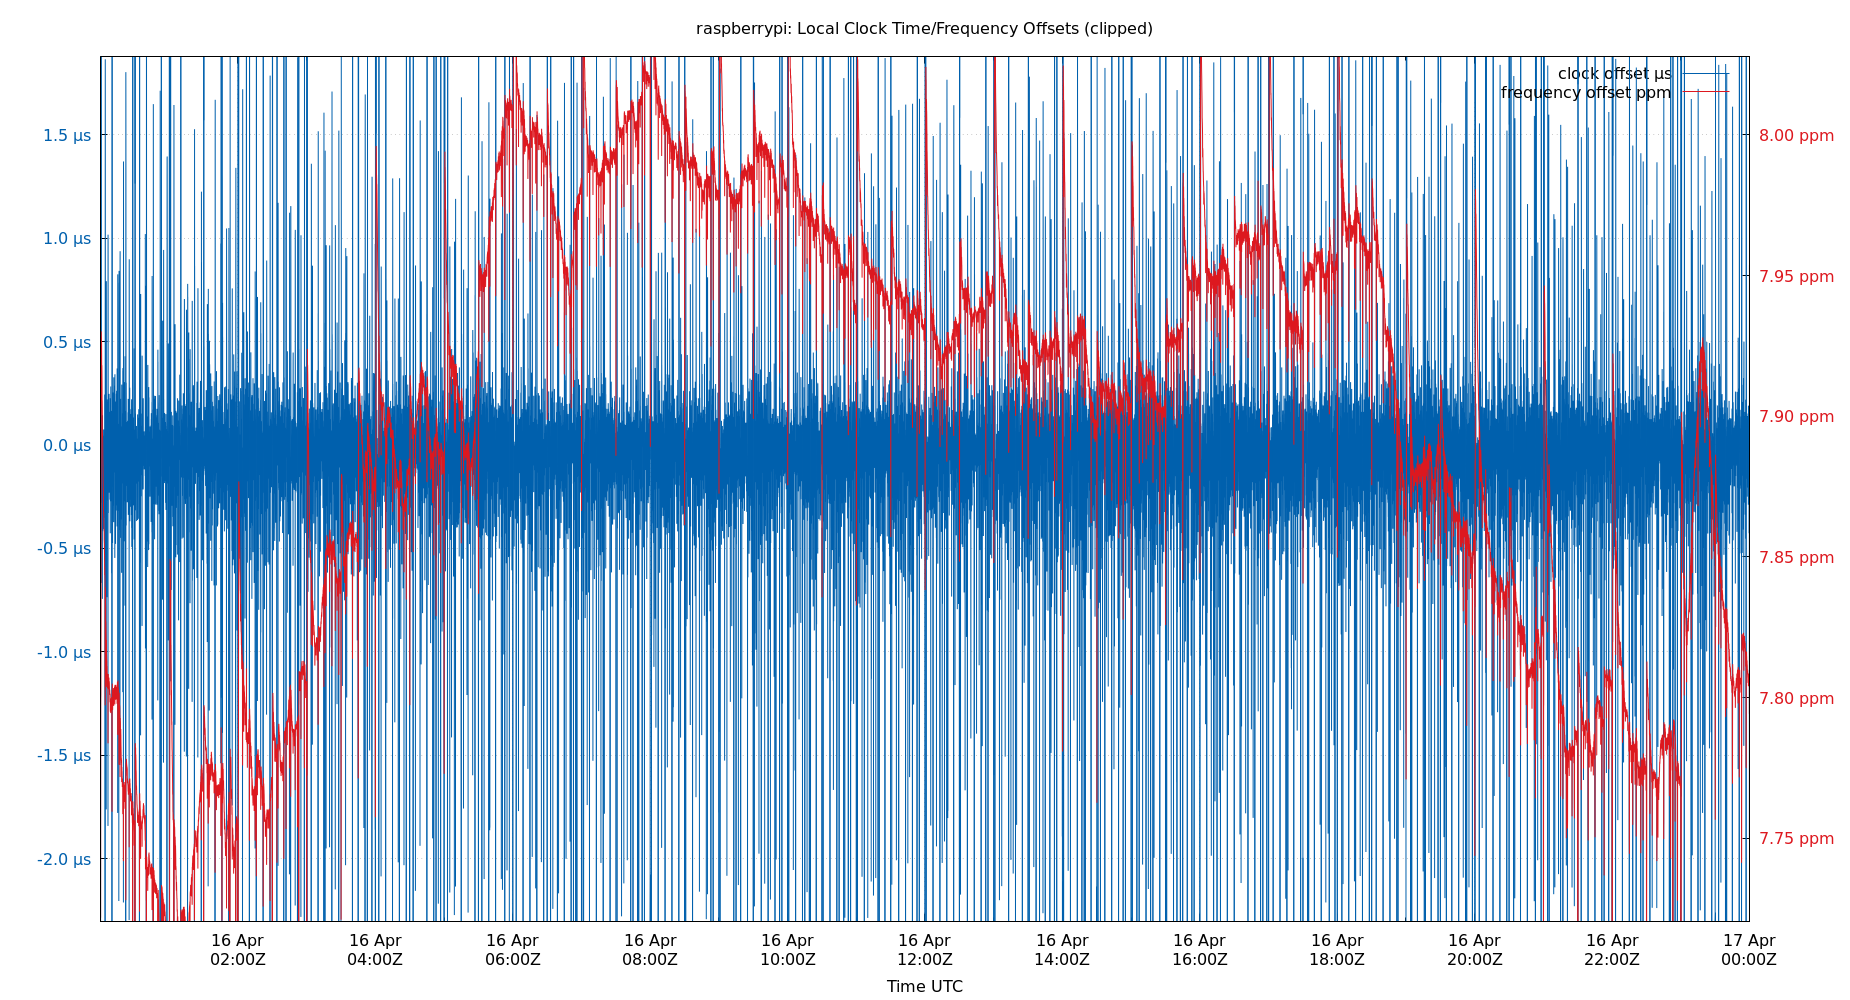 raspberrypi: Local Clock Time/Frequency Offsets (clipped)
clock offset µs
frequency offset ppm
1.5 µs
1.0 µs
0.5 µs
0.0 µs
-0.5 µs
-1.0 µs
-1.5 µs
-2.0 µs
8.00 ppm
7.95 ppm
7.90 ppm
7.85 ppm
7.80 ppm
7.75 ppm
16 Apr 16 Apr 16 Apr 16 Apr 16 Apr 16 Apr 16 Apr 16 Apr 16 Apr 16 Apr 16 Apr 17 Apr
02:00Z 04:00Z 06:00Z 08:00Z 10:00Z 12:00Z 14:00Z 16:00Z 18:00Z 20:00Z 22:00Z 00:00Z
Time UTC